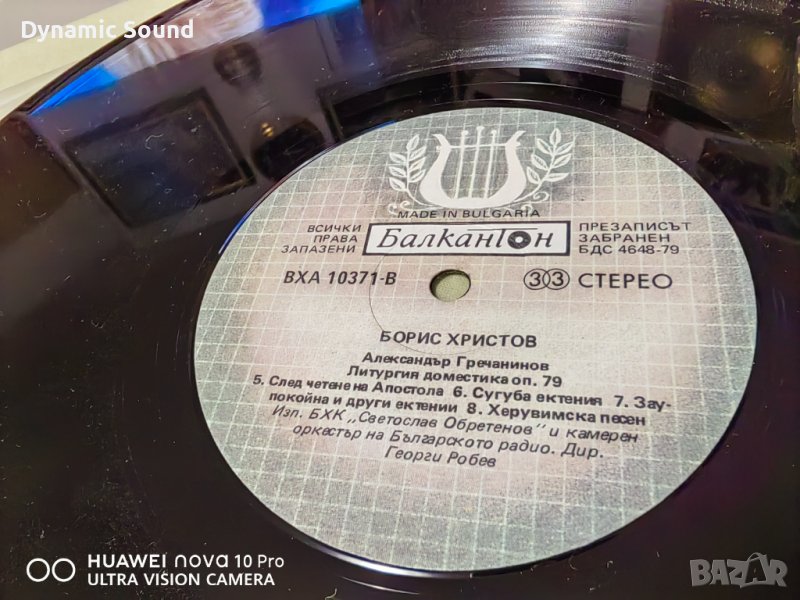 Dynamic Sound
MADE IN BULGARIA
ВСИЧКИ
ПРАВА
ЗАПАЗЕНИ
Балкантон
ПРЕЗАПИСЪТ
ЗАБРАНЕН
БДС 4648-79
ВХА 10371-В
33 СТЕРЕО
БОРИС ХРИСТОВ
Александър Гречанинов
Литургия доместика оп. 79
5. След четене на Апостола 6. Сугуба ектения 7. Зау-
покойна и други ектении 8. Херувимска песен
Изп. БХК „Светослав Обретенов" и камерен
оркестър на Българското радио. Дир.
Георги Робев
HUAWEI nova 10 Pro
ULTRA VISION CAMERA
BAZAR